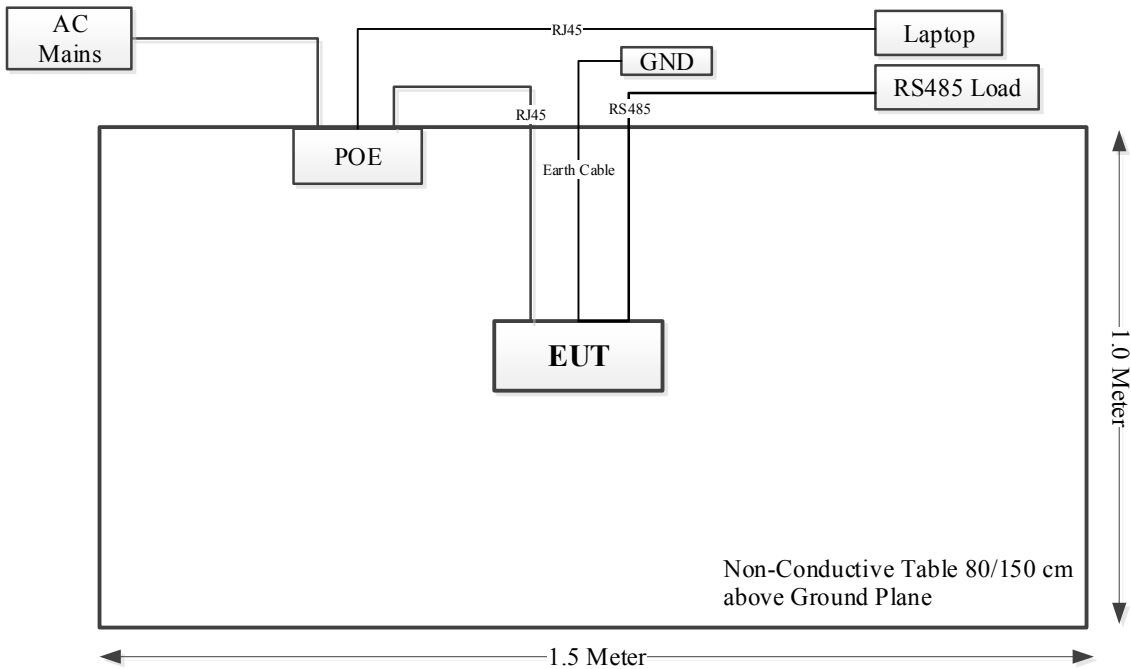 AC
Mains
RJ45
Laptop
GND
RS485 Load
RJ45
RS485
POE
Earth Cable
EUT
1.0 Meter
Non-Conductive Table 80/150 cm
above Ground Plane
1.5 Meter